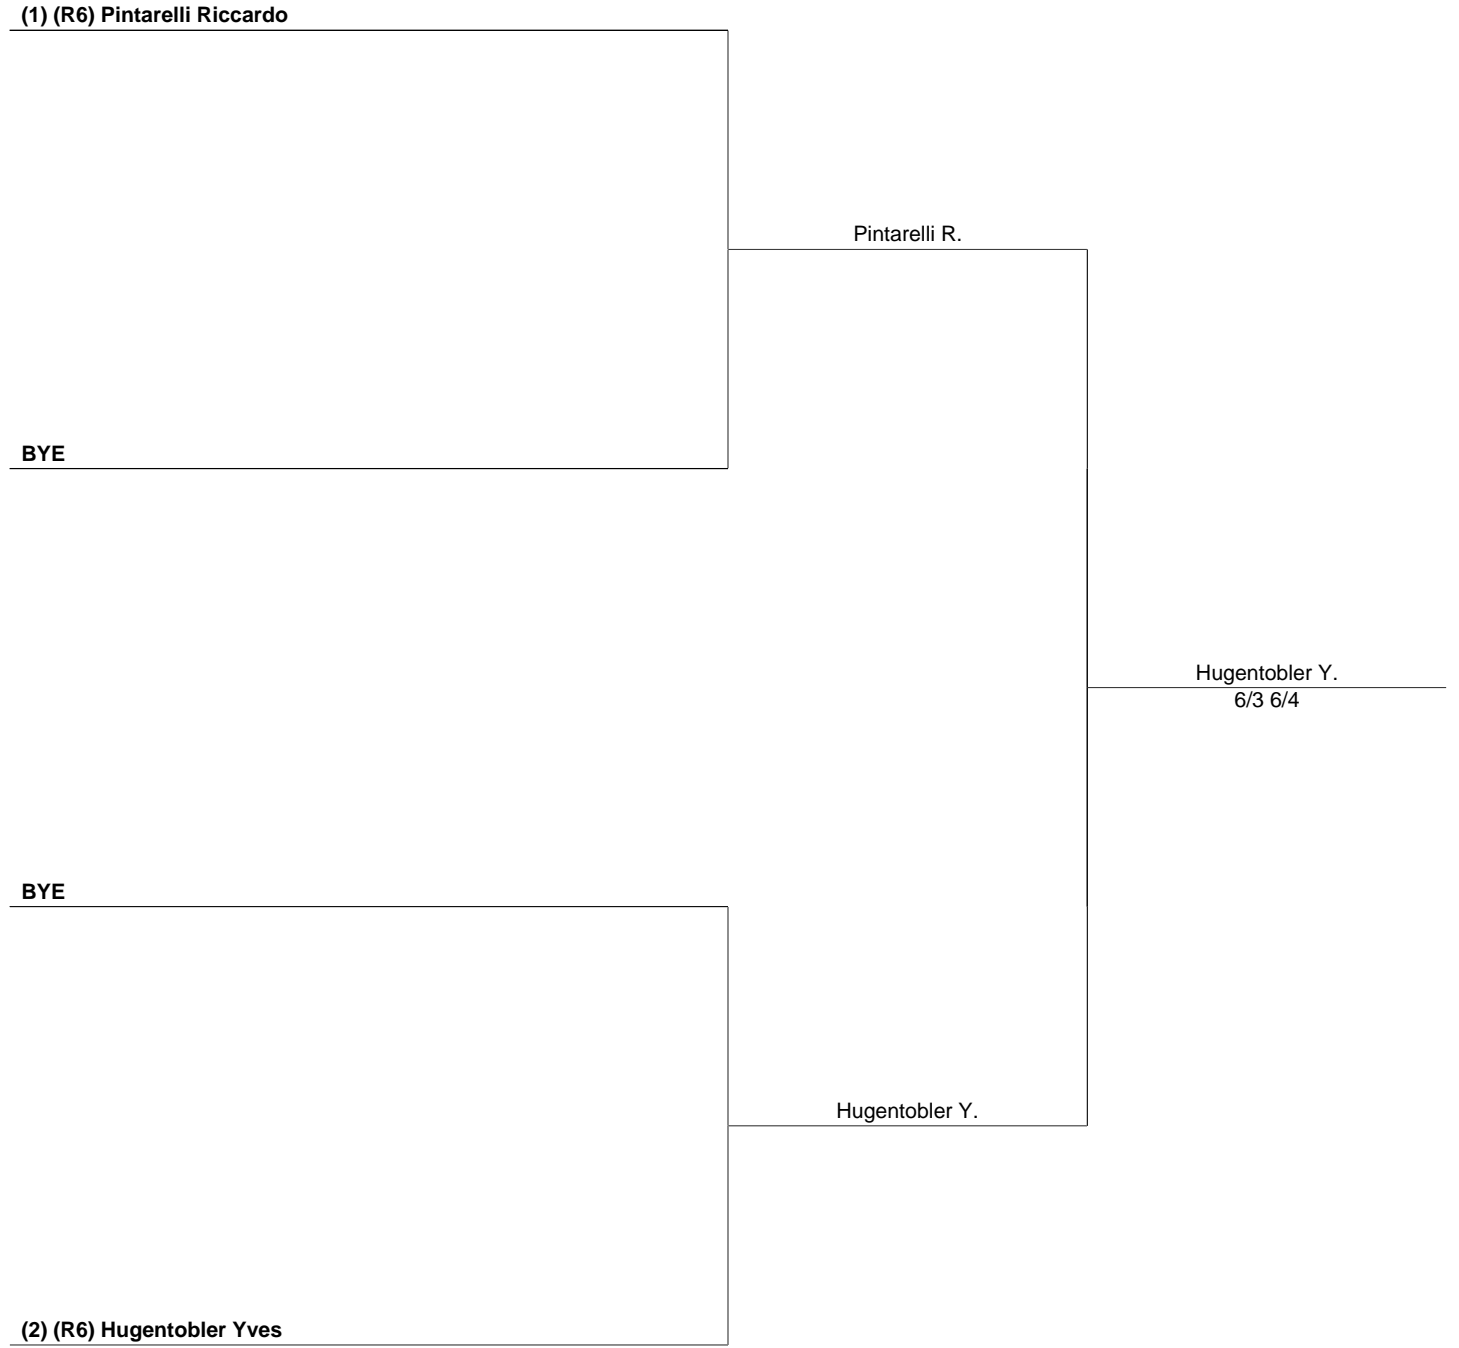 (1) (R6) Pintarelli Riccardo
Pintarelli R.
BYE
Hugentobler Y.
6/3 6/4
BYE
Hugentobler Y.
(2) (R6) Hugentobler Yves